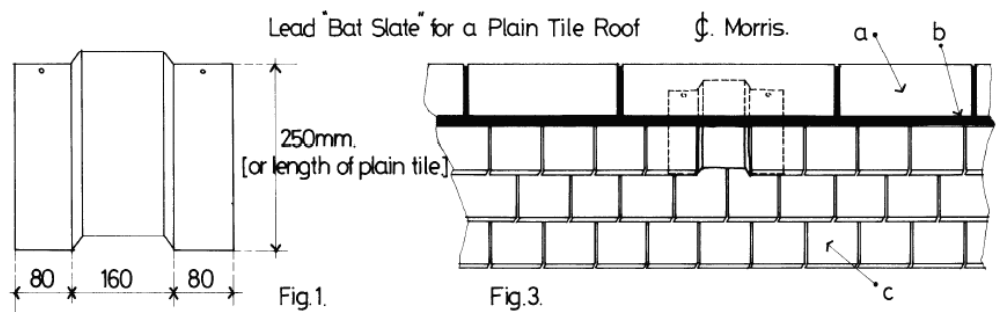 Lead "Bat Slate" for a Plain Tile Roof
₵. Morris.
250mm.
[or length of plain tile]
80
160
80
Fig.1.
a
b
c
Fig.3.